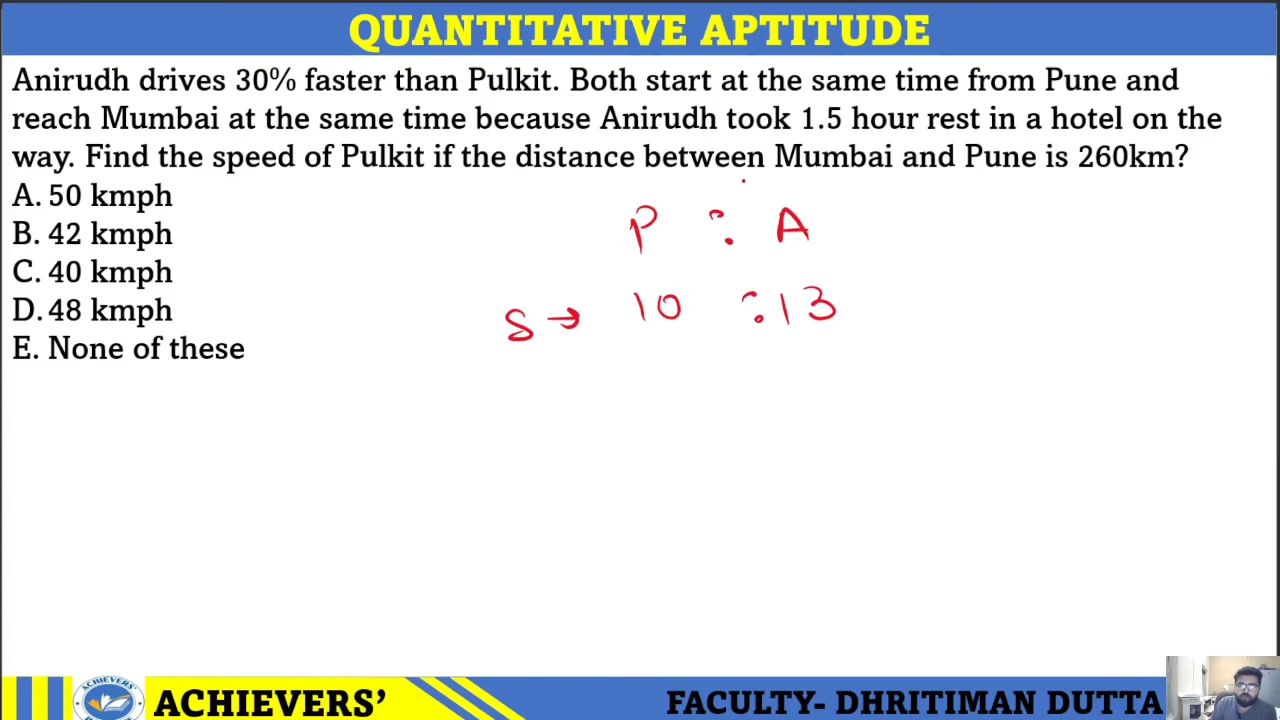 QUANTITATIVE APTITUDE
Anirudh drives 30% faster than Pulkit. Both start at the same time from Pune and
reach Mumbai at the same time because Anirudh took 1.5 hour rest in a hotel on the
way. Find the speed of Pulkit if the distance between Mumbai and Pune is 260km?
A. 50 kmph
B. 42 kmph
C. 40 kmph
D. 48 kmph
E. None of these
P : A
S → 10 : 13
ACHIEVERS'
ACHIEVERS’
FACULTY- DHRITIMAN DUTTA